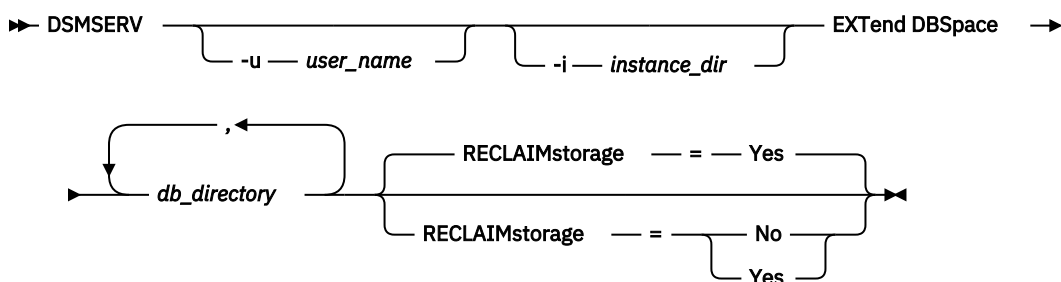 DSMSERV EXTend DBSpace
-u user_name -i instance_dir
,
RECLAIMstorage = Yes
db_directory
RECLAIMstorage = No
Yes